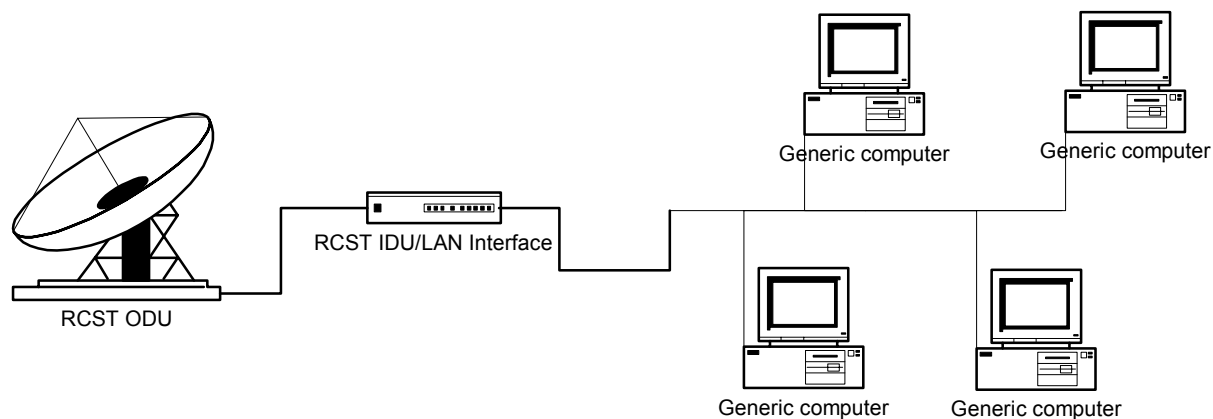 Generic computer
Generic computer
RCST IDU/LAN Interface
RCST ODU
Generic computer
Generic computer